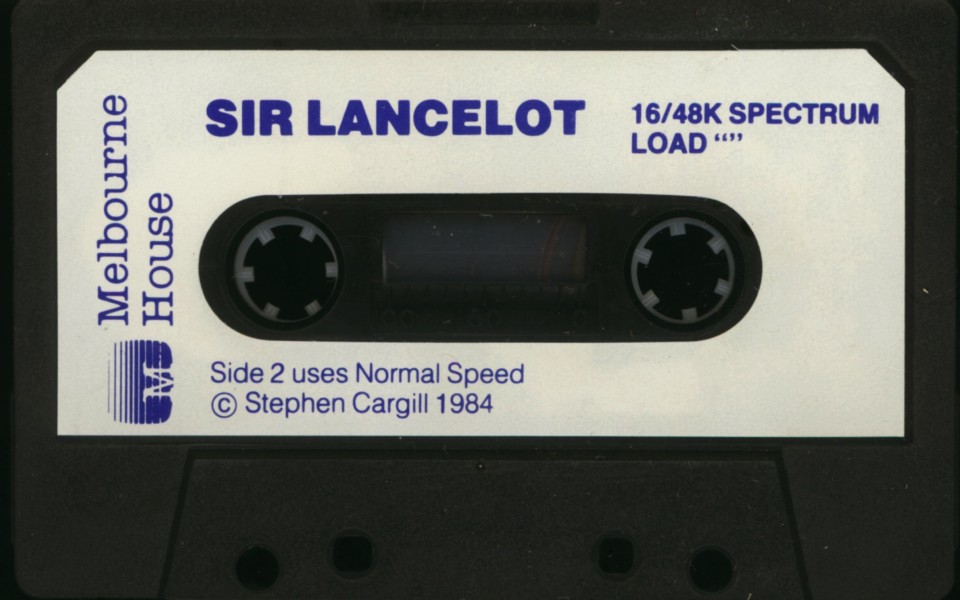 Melbourne
House
SIR LANCELOT
16/48K SPECTRUM
LOAD “”
Side 2 uses Normal Speed
© Stephen Cargill 1984